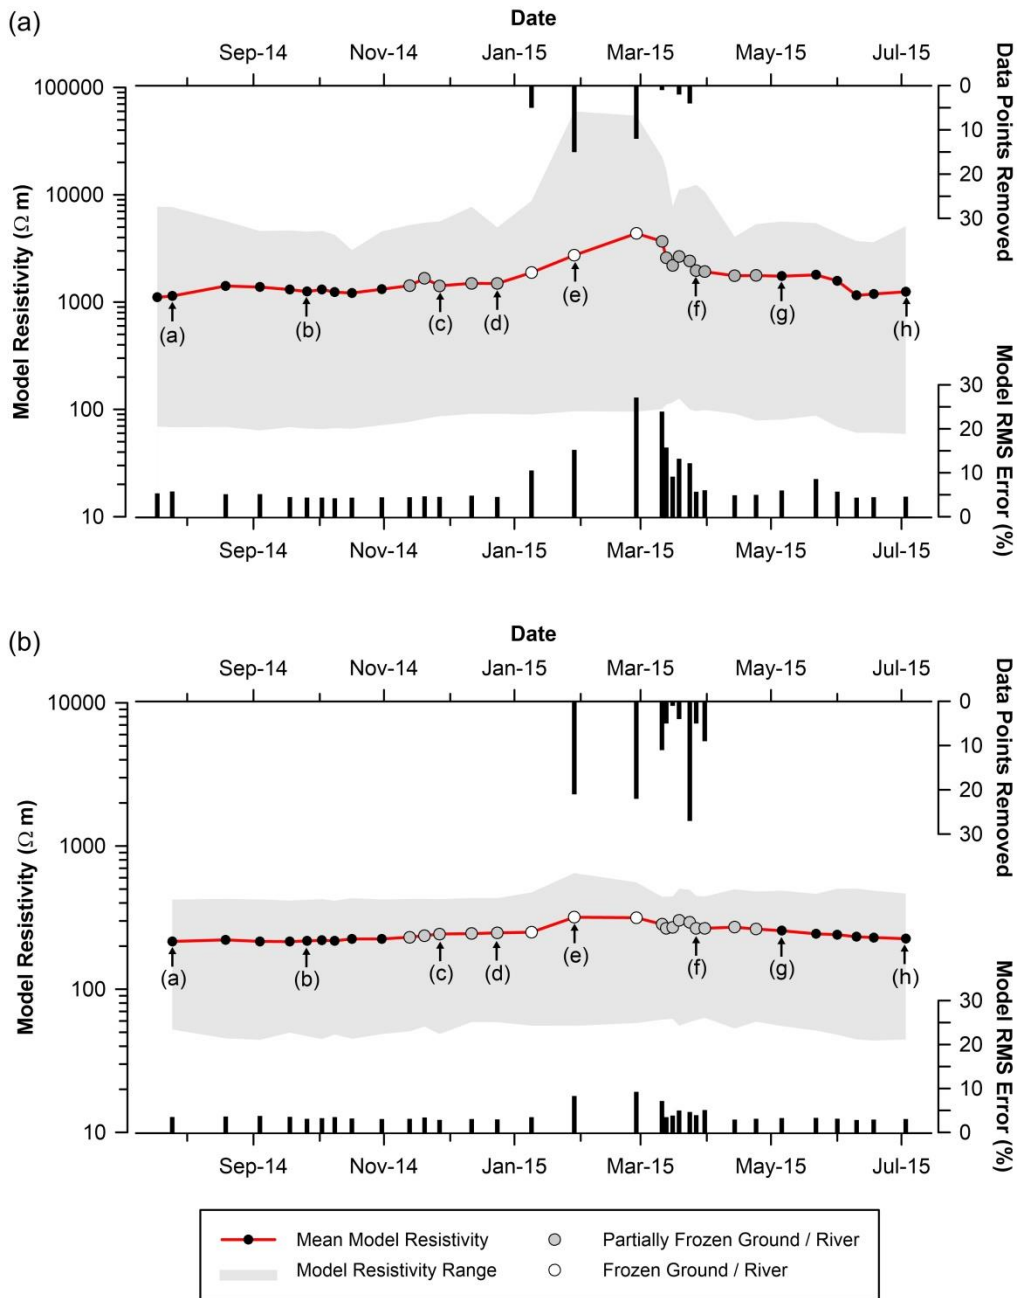 (a)
Date
Sep-14 Nov-14 Jan-15 Mar-15 May-15 Jul-15
100000
10000
1000
100
10
Model Resistivity (Ω m)
0
10
20
30
Data Points Removed
(a) (b) (c) (d) (e) (f) (g) (h)
30
20
10
0
Model RMS Error (%)
Sep-14 Nov-14 Jan-15 Mar-15 May-15 Jul-15
(b)
Date
Sep-14 Nov-14 Jan-15 Mar-15 May-15 Jul-15
10000
1000
100
10
Model Resistivity (Ω m)
0
10
20
30
Data Points Removed
(a) (b) (c) (d) (e) (f) (g) (h)
30
20
10
0
Model RMS Error (%)
Sep-14 Nov-14 Jan-15 Mar-15 May-15 Jul-15
Mean Model Resistivity
Partially Frozen Ground / River
Model Resistivity Range
Frozen Ground / River